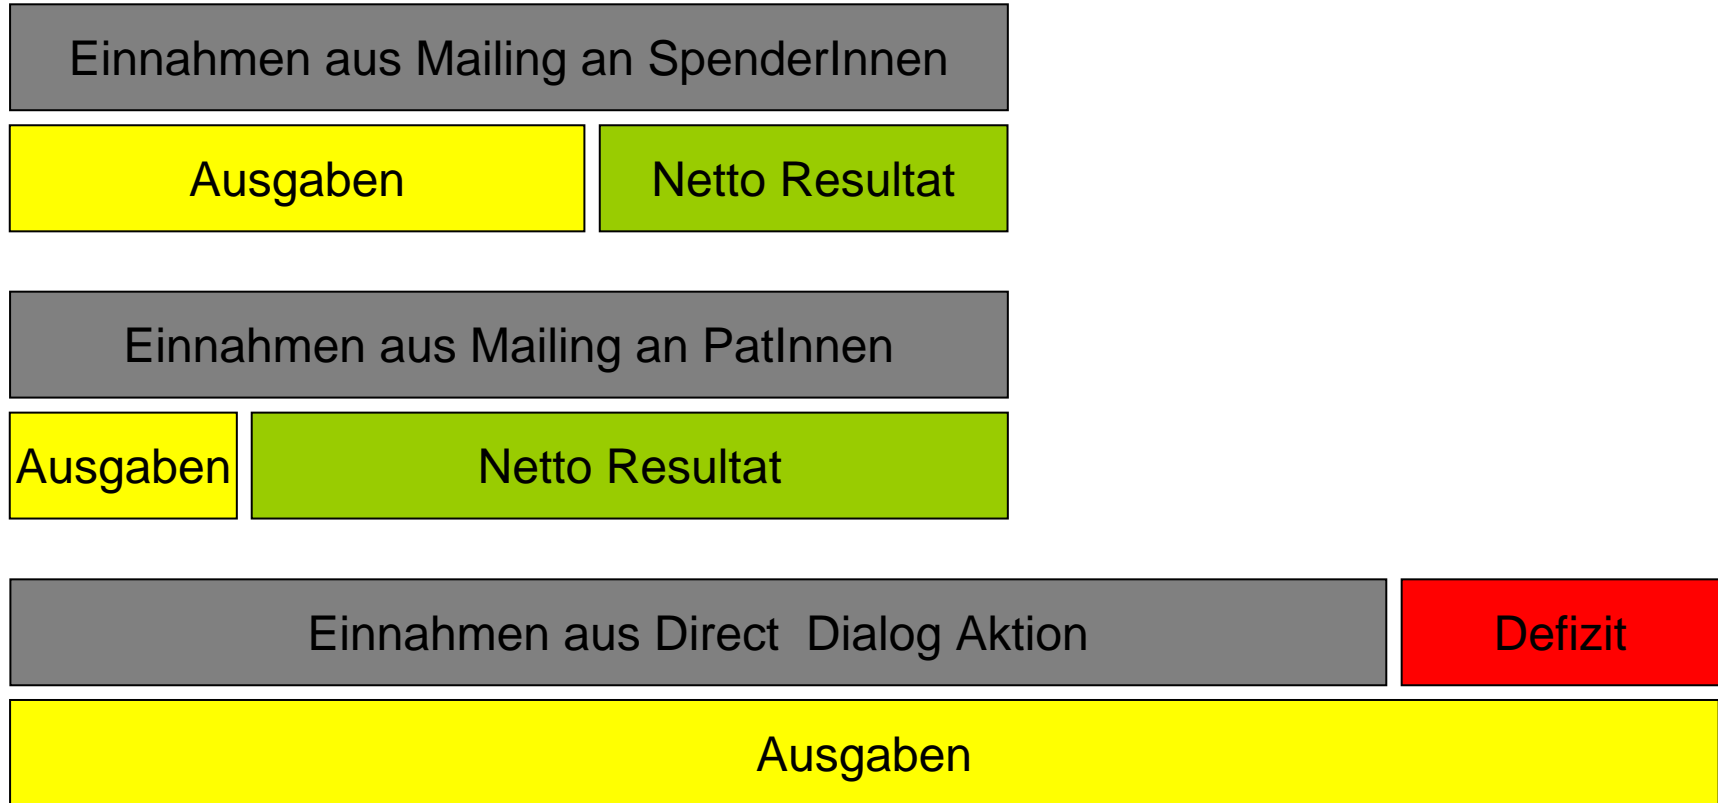 Einnahmen aus Mailing an SpenderInnen
Ausgaben
Netto Resultat
Einnahmen aus Mailing an PatInnen
Ausgaben
Netto Resultat
Einnahmen aus Direct  Dialog Aktion
Defizit
Ausgaben